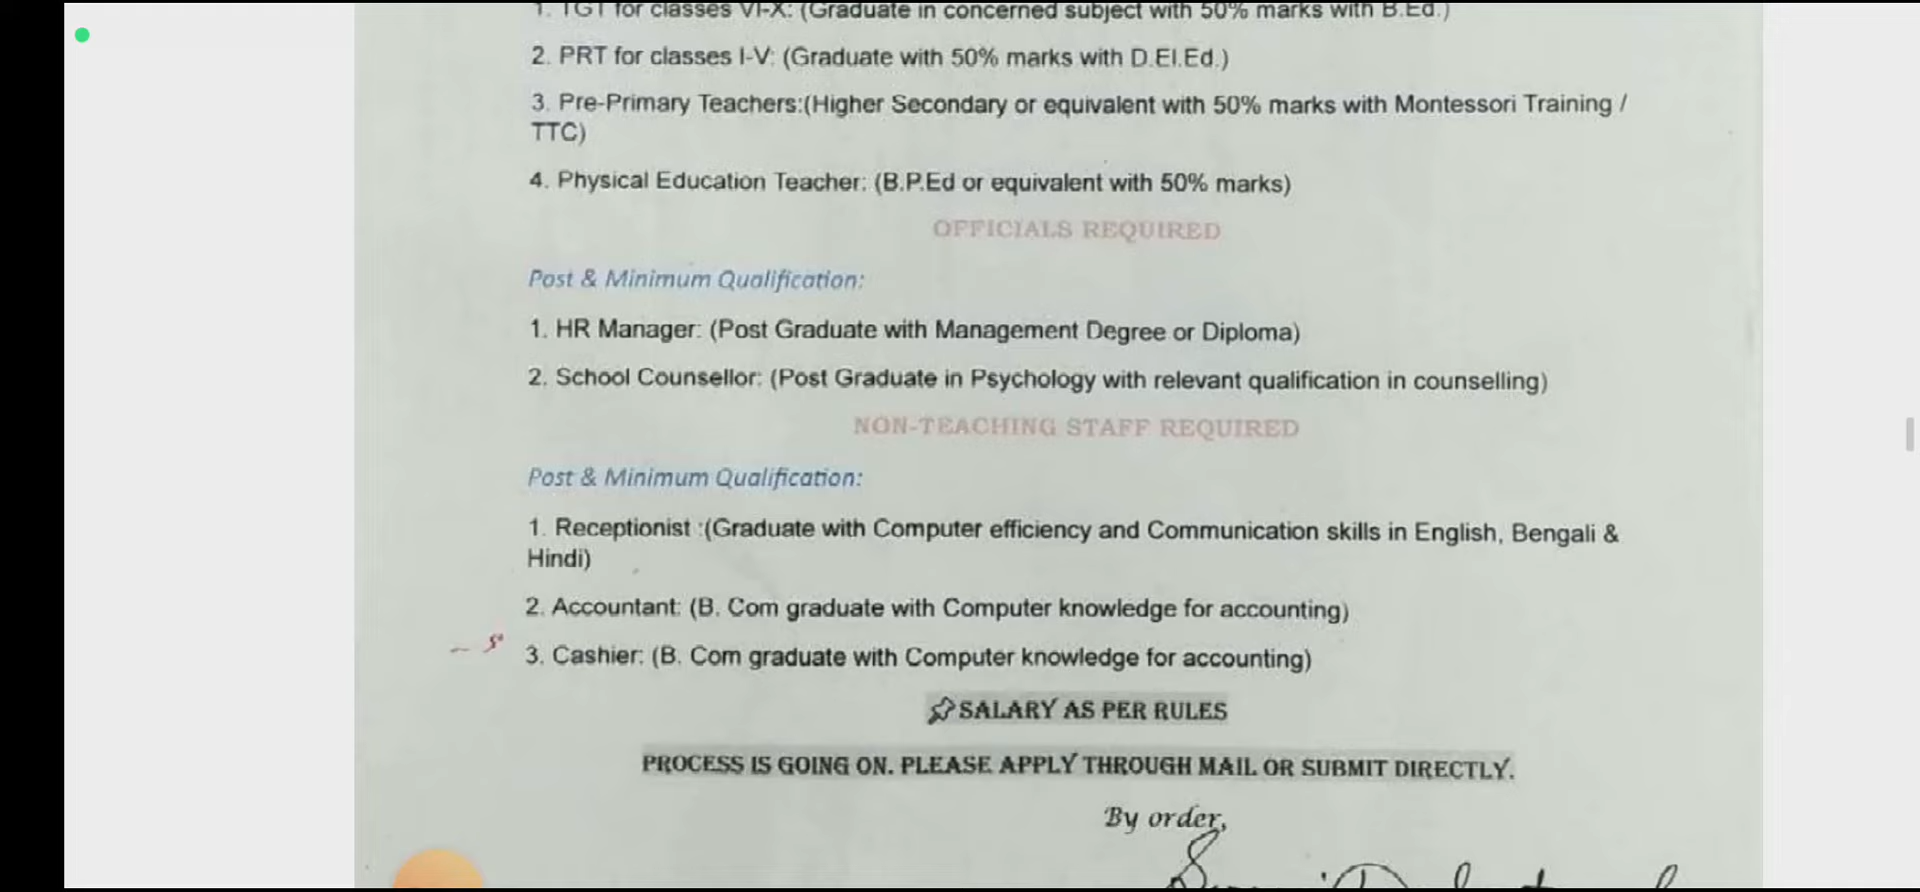 1. TGT for classes VI-X: (Graduate in concerned subject with 50% marks with B.Ed.)
2. PRT for classes I-V: (Graduate with 50% marks with D.El.Ed.)
3. Pre-Primary Teachers:(Higher Secondary or equivalent with 50% marks with Montessori Training /
TTC)
4. Physical Education Teacher: (B.P.Ed or equivalent with 50% marks)
OFFICIALS REQUIRED
Post & Minimum Qualification:
1. HR Manager: (Post Graduate with Management Degree or Diploma)
2. School Counsellor: (Post Graduate in Psychology with relevant qualification in counselling)
NON-TEACHING STAFF REQUIRED
Post & Minimum Qualification:
1. Receptionist :(Graduate with Computer efficiency and Communication skills in English, Bengali &
Hindi)
2. Accountant: (B. Com graduate with Computer knowledge for accounting)
3. Cashier: (B. Com graduate with Computer knowledge for accounting)
SALARY AS PER RULES
PROCESS IS GOING ON. PLEASE APPLY THROUGH MAIL OR SUBMIT DIRECTLY.
By order,